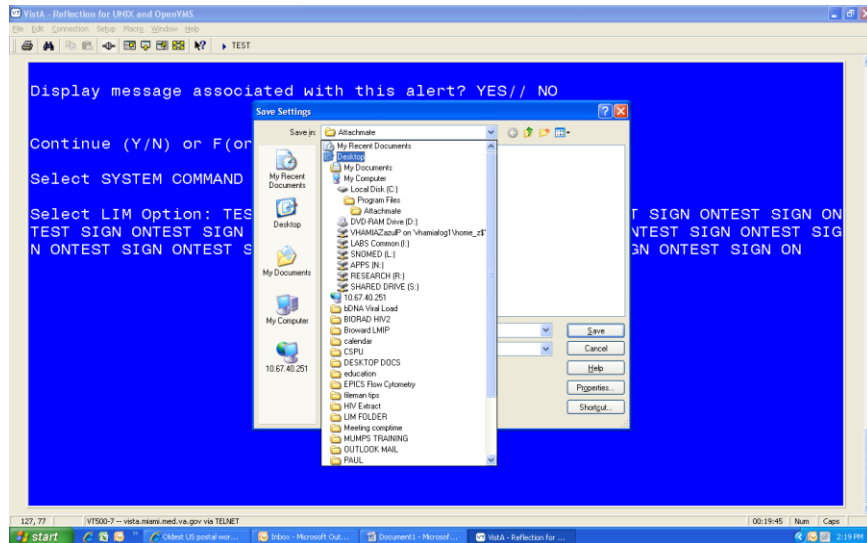 VistA - Reflection for UNIX and OpenVMS
File Edit Connection Setup Macro Window Help
TEST
Display message associated with this alert? YES// NO
Continue (Y/N) or F(or
Select SYSTEM COMMAND
Select LIM Option: TES
T SIGN ONTEST SIGN ON
TEST SIGN ONTEST SIGN
NTEST SIGN ONTEST SIG
N ONTEST SIGN ONTEST S
GN ONTEST SIGN ON
Save Settings
Save in:
Attachmate
My Recent Documents
Desktop
My Documents
My Computer
10.67.40.251
My Recent Documents
Desktop
My Documents
My Computer
Local Disk (C:)
Program Files
Attachmate
DVD-RAM Drive (D:)
LABS Common (I:)
SNOMED (L:)
APPS (N:)
RESEARCH (R:)
SHARED DRIVE (S:)
10.67.40.251
bDNA Viral Load
BIORAD HIV2
Broward LMIP
calendar
CSPU
DESKTOP DOCS
education
EPICS Flow Cytometry
fileman tips
HIV Extract
LIM FOLDER
Meeting comptime
MUMPS TRAINING
OUTLOOK MAIL
PAUL
Save
Cancel
Help
Properties...
Shortcut...
127, 77
VT500-7 -- vista.miami.med.va.gov via TELNET
00:19:45
Num
Caps
start
Oldest US postal wor...
Inbox - Microsoft Out...
Document1 - Microsof...
VistA - Reflection for ...
2:19 PM